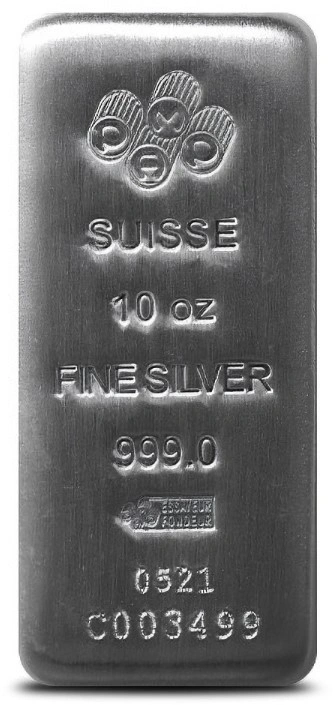 P M A P
SUISSE
10 oz
FINE SILVER
999.0
ESSAYEUR
FONDEUR
0521
C003499